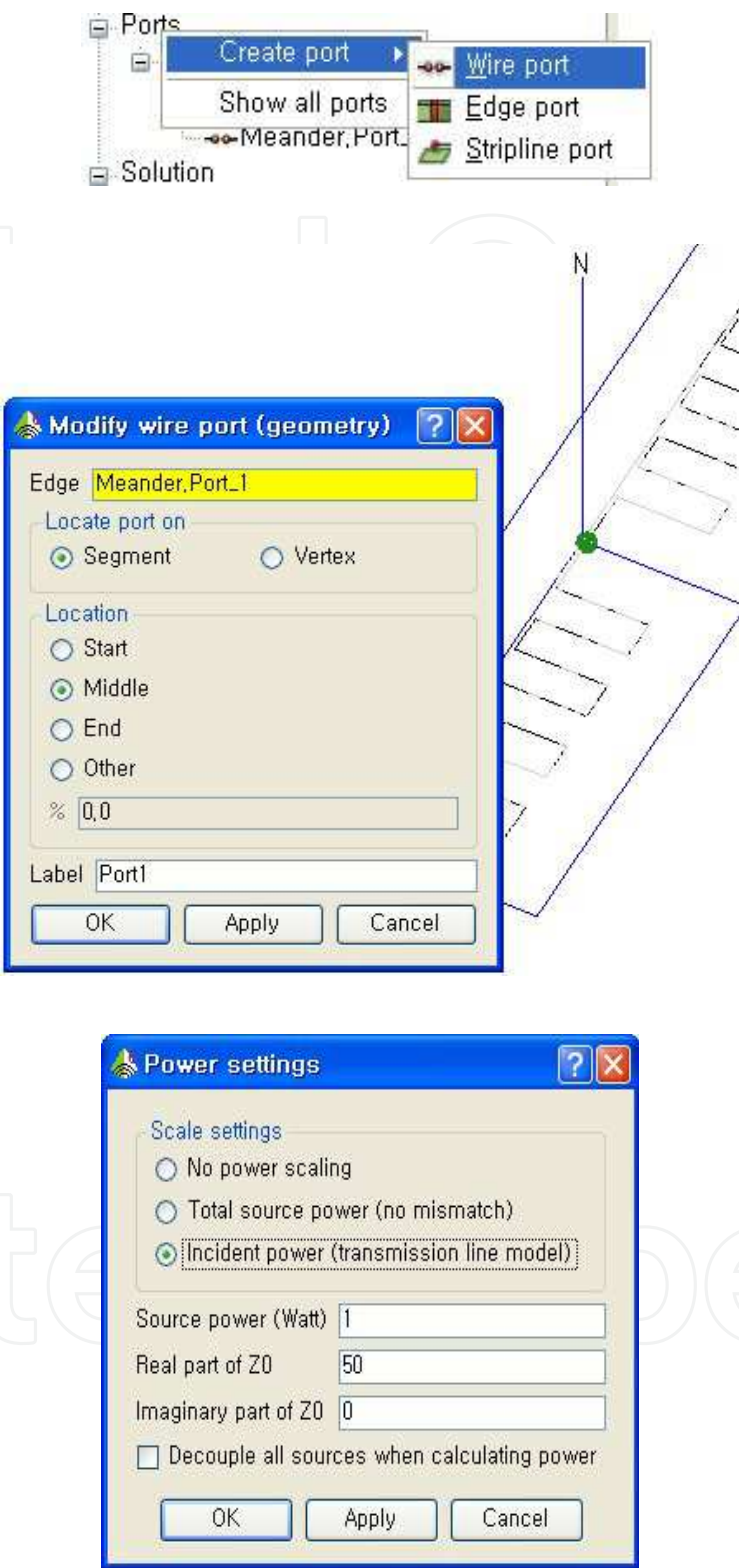 Ports
Create port
Wire port
Show all ports
Edge port
Meander,Port_
Stripline port
Solution
N
Modify wire port (geometry)
Edge Meander,Port_1
Locate port on
Segment Vertex
Location
Start
Middle
End
Other
% 0,0
Label Port1
OK Apply Cancel
Power settings
Scale settings
No power scaling
Total source power (no mismatch)
Incident power (transmission line model)
Source power (Watt) 1
Real part of Z0 50
Imaginary part of Z0 0
Decouple all sources when calculating power
OK Apply Cancel